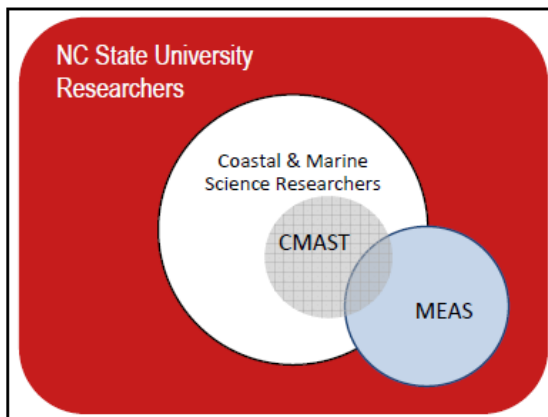 NC State University
Researchers
Coastal & Marine
Science Researchers
CMAST
MEAS